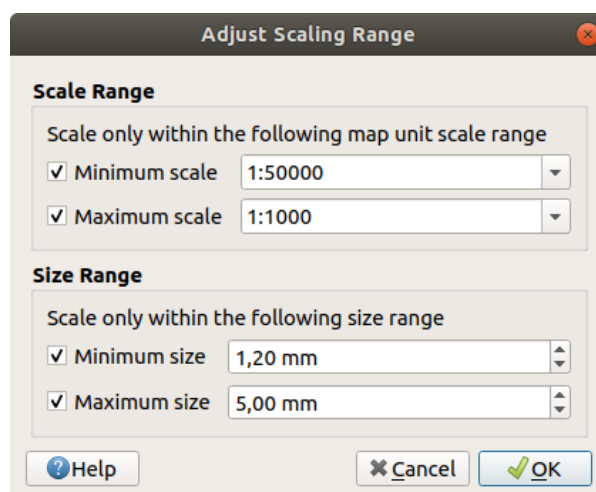 Adjust Scaling Range
Scale Range
Scale only within the following map unit scale range
Minimum scale 1:50000
Maximum scale 1:1000
Size Range
Scale only within the following size range
Minimum size 1,20 mm
Maximum size 5,00 mm
?Help Cancel OK